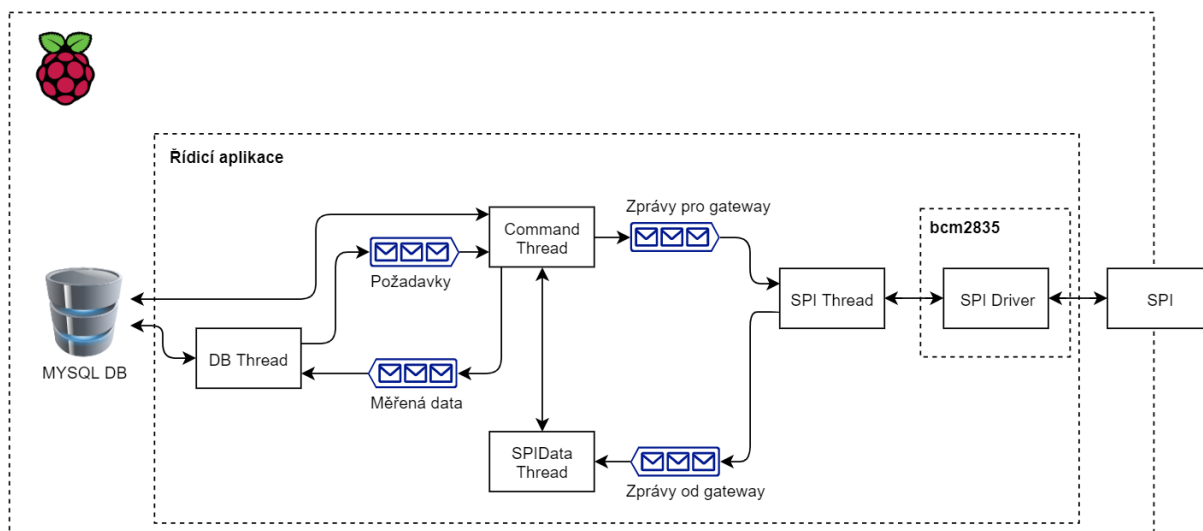 Řídicí aplikace
Zprávy pro gateway
Command
Thread
bcm2835
Požadavky
SPI Thread
SPI Driver
SPI
MYSQL DB
DB Thread
Měřená data
SPIData
Thread
Zprávy od gateway